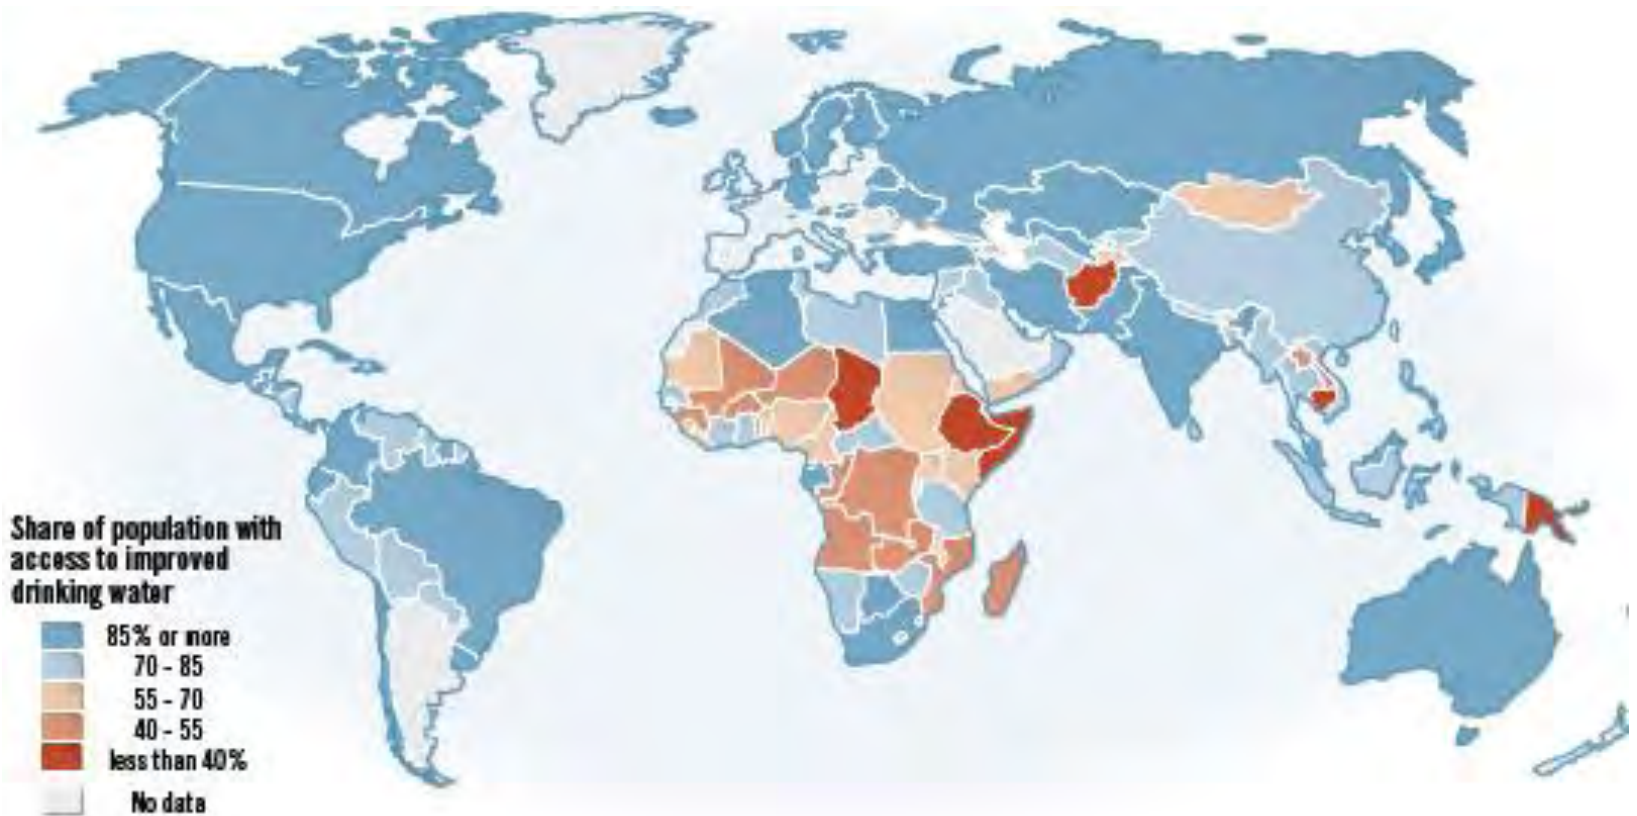 Share of population with
access to improved
drinking water
85% or more
70 - 85
55 - 70
40 - 55
less than 40%
No data